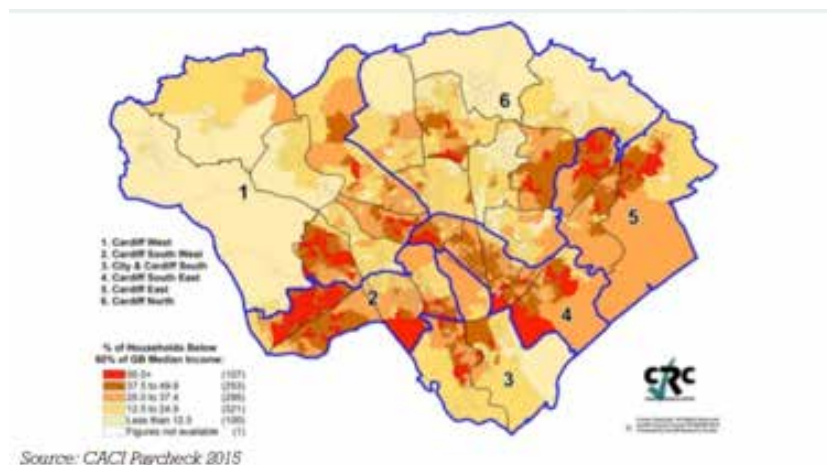 6
1
5
1. Cardiff West
2. Cardiff South West
3. City & Cardiff South
4. Cardiff South East
5. Cardiff East
6. Cardiff North
2
4
% of Households Below
60% of GB Median Income:
50.0+ (107)
37.5 to 49.9 (253)
25.0 to 37.4
12.5 to 24.9 (321)
Less than 12.5
Figures not available (1)
3
CRC
Source: CACI Paycheck 2015